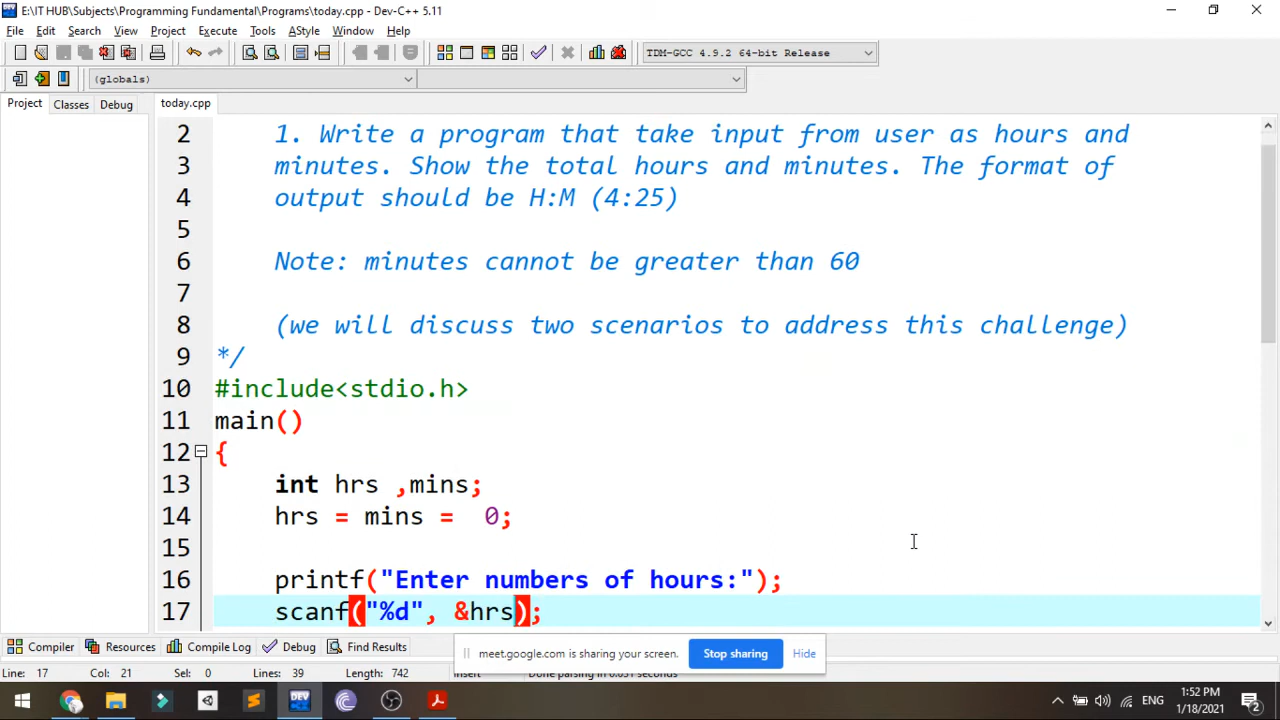 E:\IT HUB\Subjects\Programming Fundamental\Programs\today.cpp - Dev-C++ 5.11
File Edit Search View Project Execute Tools AStyle Window Help
TDM-GCC 4.9.2 64-bit Release
(globals)
Project Classes Debug today.cpp
2 1. Write a program that take input from user as hours and
3 minutes. Show the total hours and minutes. The format of
4 output should be H:M (4:25)
5
6 Note: minutes cannot be greater than 60
7
8 (we will discuss two scenarios to address this challenge)
9 */
10 #include<stdio.h>
11 main()
12 {
13 int hrs ,mins;
14 hrs = mins = 0;
15
16 printf("Enter numbers of hours:");
17 scanf("%d", &hrs);
Compiler Resources Compile Log Debug Find Results
meet.google.com is sharing your screen. Stop sharing Hide
Line: 17 Col: 21 Sel: 0 Lines: 39 Length: 742 Insert Done parsing in 0.031 seconds
ENG 1:52 PM
1/18/2021
2